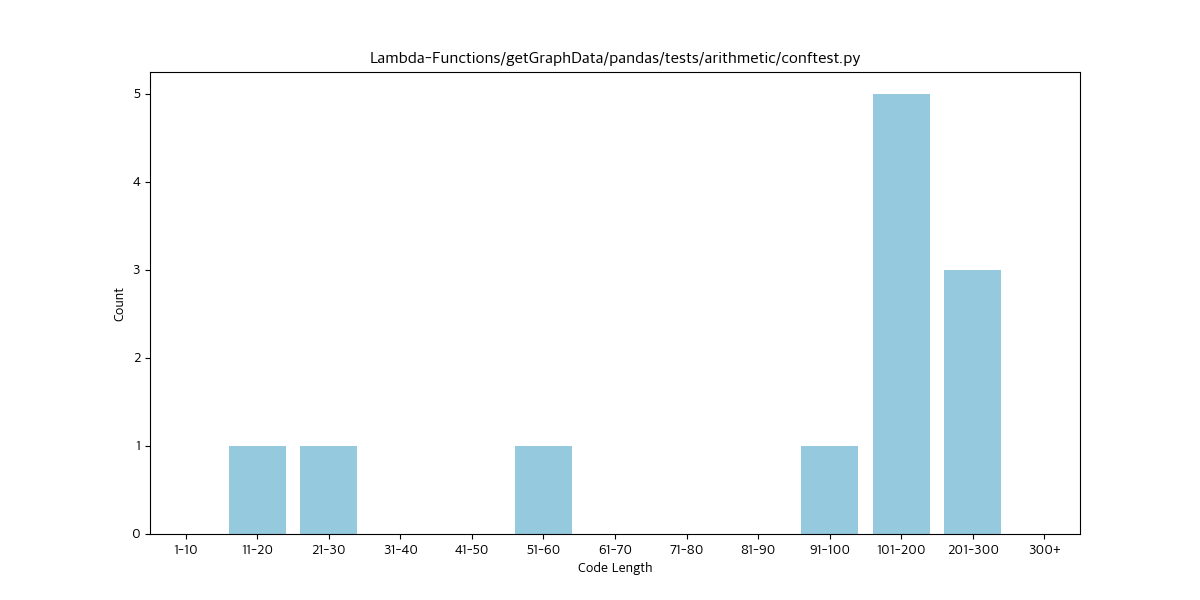 Lambda-Functions/getGraphData/pandas/tests/arithmetic/conftest.py
5
4
3
2
1
0
Count
1-10 11-20 21-30 31-40 41-50 51-60 61-70 71-80 81-90 91-100 101-200 201-300 300+
Code Length